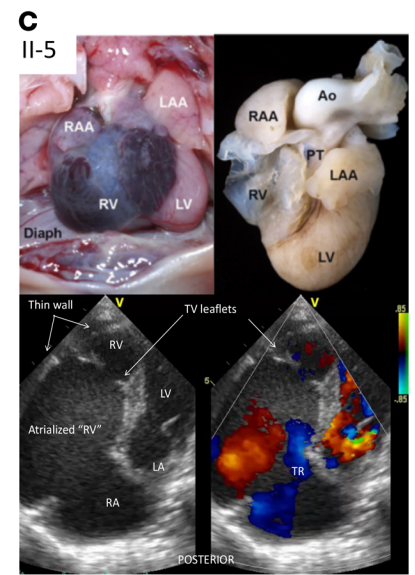 C
II-5
LAA
RAA
RV
LV
Diaph
Ao
RAA
PT
LAA
RV
LV
Thin wall
V
TV leaflets
V
RV
LV
Atrialized “RV”
LA
RA
5
.85
-.85
TR
POSTERIOR